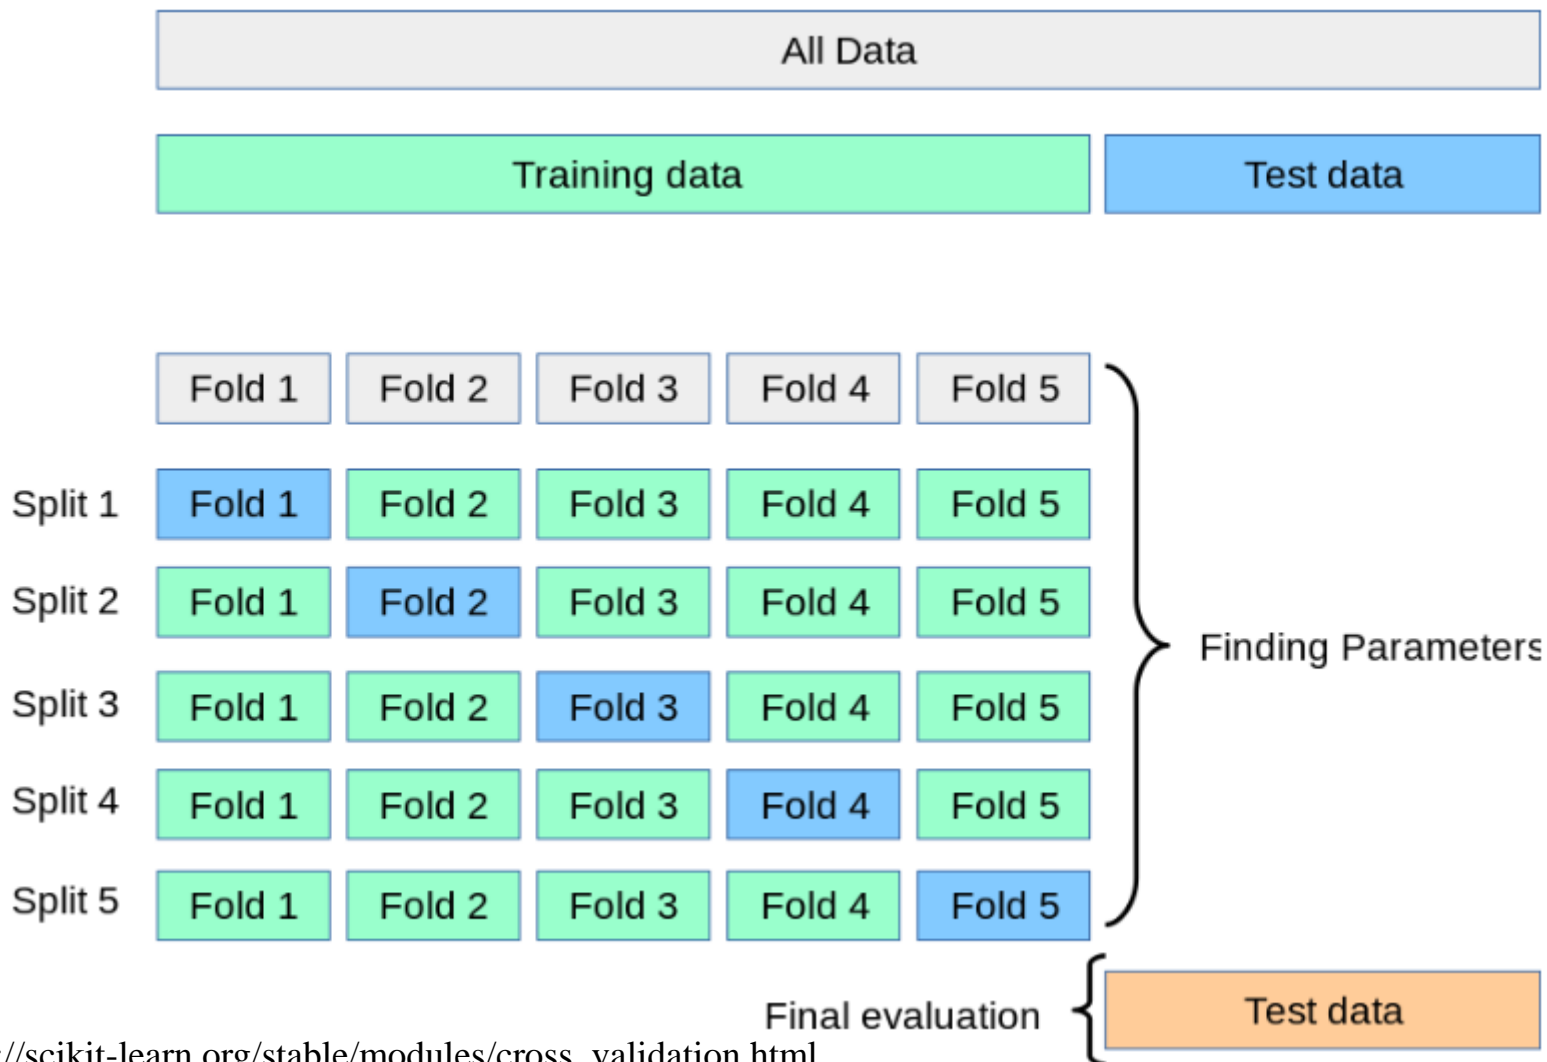 All Data
Training data Test data
Fold 1 Fold 2 Fold 3 Fold 4 Fold 5
Split 1 Fold 1 Fold 2 Fold 3 Fold 4 Fold 5
Split 2 Fold 1 Fold 2 Fold 3 Fold 4 Fold 5
Finding Parameters
Split 3 Fold 1 Fold 2 Fold 3 Fold 4 Fold 5
Split 4 Fold 1 Fold 2 Fold 3 Fold 4 Fold 5
Split 5 Fold 1 Fold 2 Fold 3 Fold 4 Fold 5
Final evaluation Test data
://scikit-learn.org/stable/modules/cross_validation.html